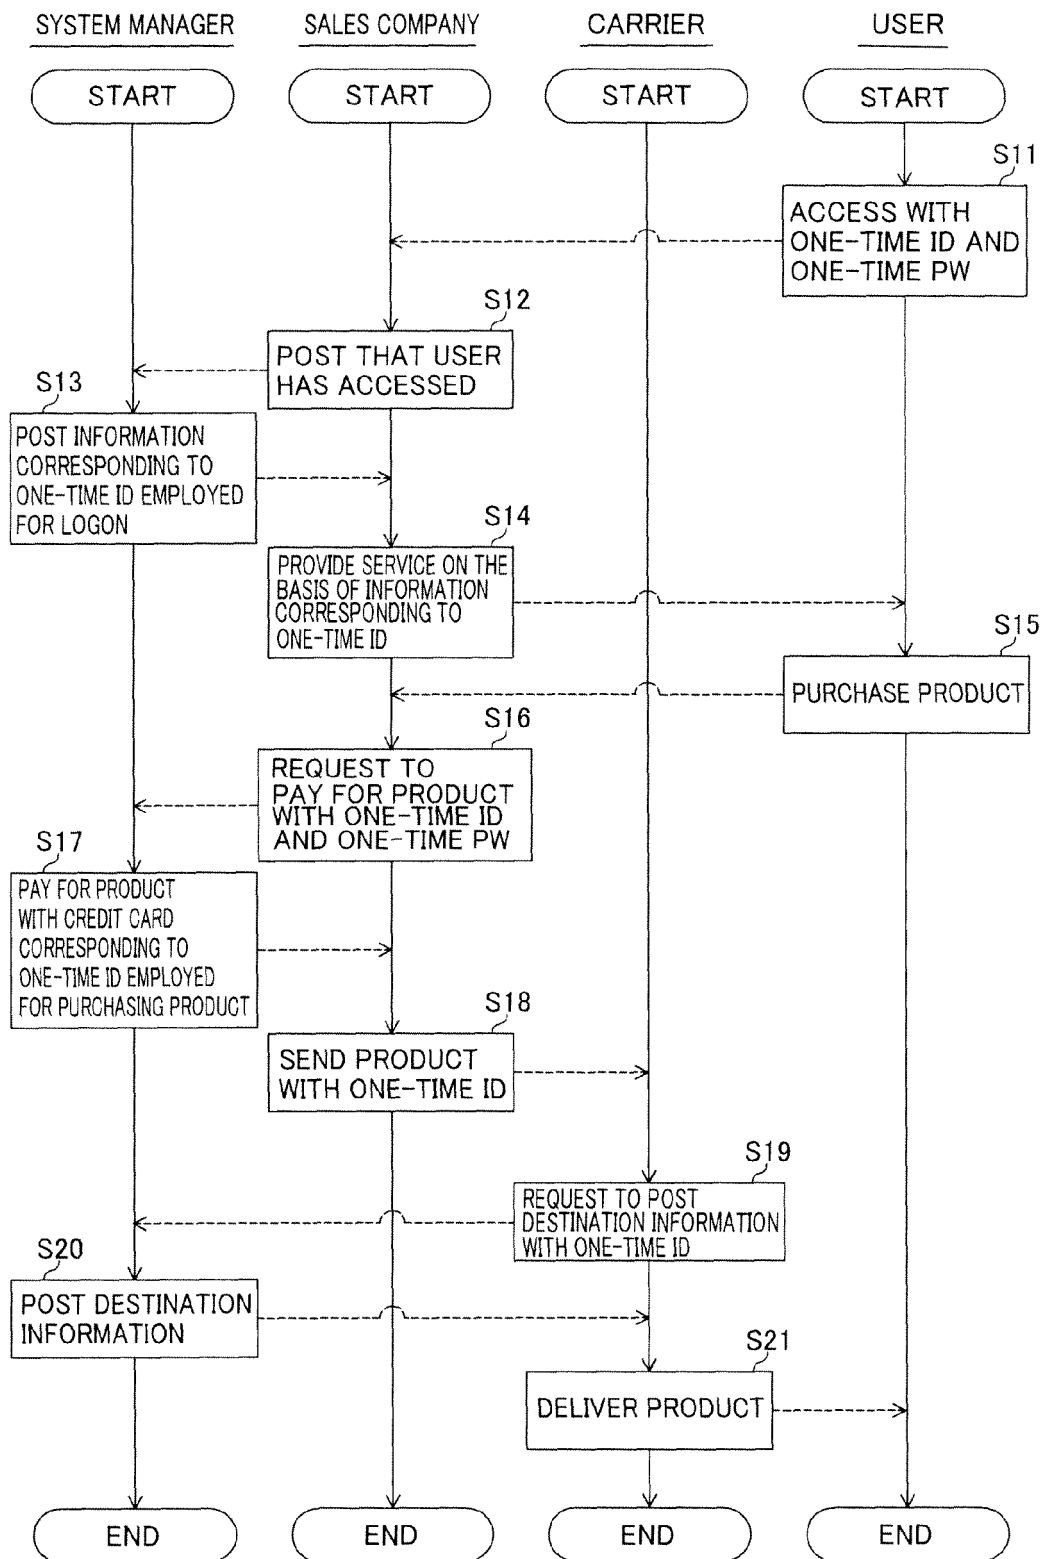 SYSTEM MANAGER
SALES COMPANY
CARRIER
USER
START
START
START
START
S11
ACCESS WITH
ONE-TIME ID AND
ONE-TIME PW
S12
POST THAT USER
HAS ACCESSED
S13
POST INFORMATION
CORRESPONDING TO
ONE-TIME ID EMPLOYED
FOR LOGON
S14
PROVIDE SERVICE ON THE
BASIS OF INFORMATION
CORRESPONDING TO
ONE-TIME ID
S15
PURCHASE PRODUCT
S16
REQUEST TO
PAY FOR PRODUCT
WITH ONE-TIME ID
AND ONE-TIME PW
S17
PAY FOR PRODUCT
WITH CREDIT CARD
CORRESPONDING TO
ONE-TIME ID EMPLOYED
FOR PURCHASING PRODUCT
S18
SEND PRODUCT
WITH ONE-TIME ID
S19
REQUEST TO POST
DESTINATION INFORMATION
WITH ONE-TIME ID
S20
POST DESTINATION
INFORMATION
S21
DELIVER PRODUCT
END
END
END
END